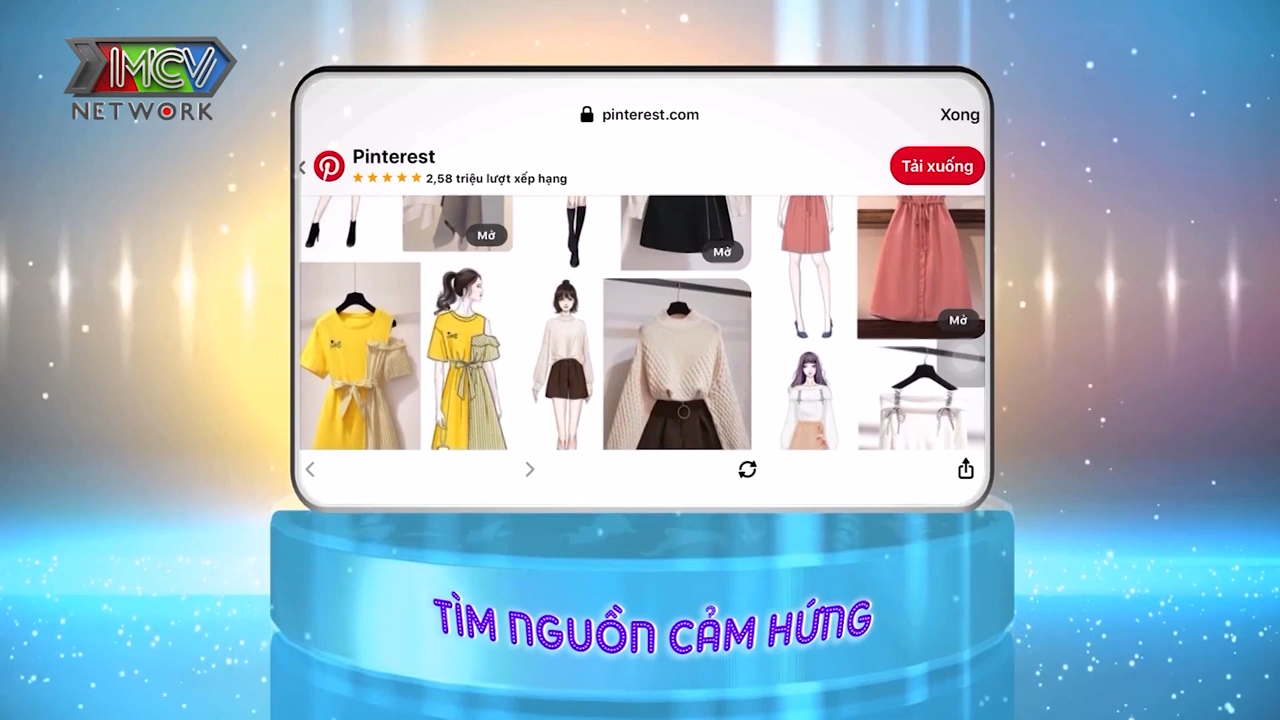 MCV
NETWORK
pinterest.com
Xong
Pinterest
2,58 triệu lượt xếp hạng
Tải xuống
Mở
Mở
Mở
TÌM NGUỒN CẢM HỨNG